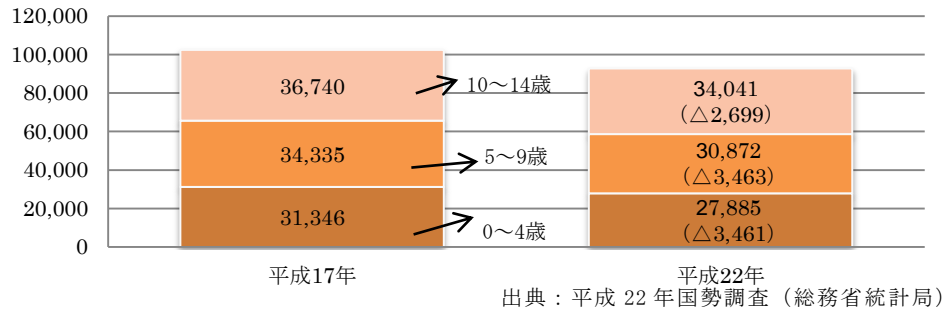 120,000
100,000
80,000
60,000
40,000
20,000
0
36,740
10～14歳
34,335
5～9歳
31,346
0～4歳
34,041
(△2,699)
30,872
(△3,463)
27,885
(△3,461)
平成17年
平成22年
出典：平成 22 年国勢調査（総務省統計局）